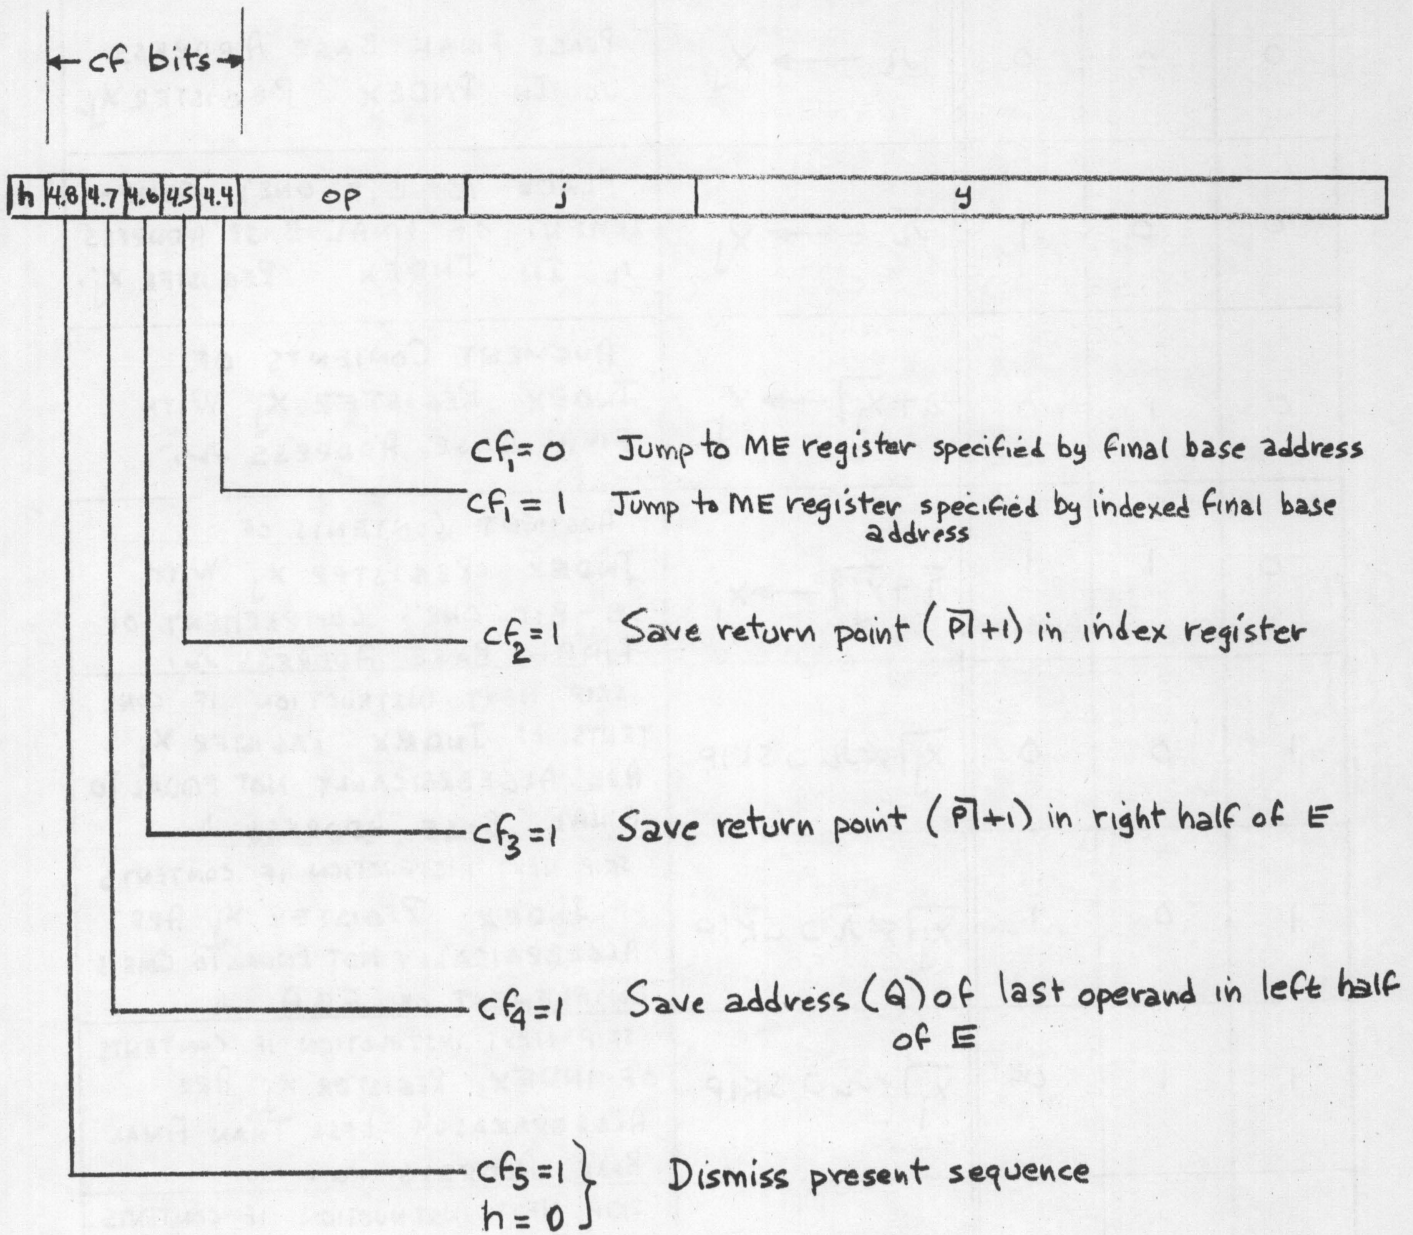 cf bits
h 4.8 4.7 4.6 4.5 4.4 op j y
cf₁ = 0 Jump to ME register specified by final base address
cf₁ = 1 Jump to ME register specified by indexed final base
address
cf₂ = 1 Save return point (P̅|+1) in index register
cf₃ = 1 Save return point (P̅|+1) in right half of E
cf₄ = 1 Save address (Q) of last operand in left half
of E
cf₅ = 1 } Dismiss present sequence
h = 0